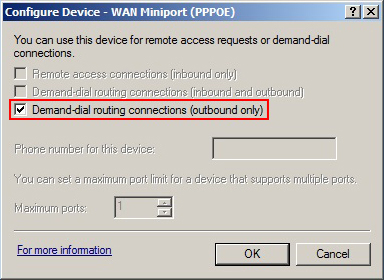 Configure Device - WAN Miniport (PPPOE)
You can use this device for remote access requests or demand-dial
connections.
Remote access connections (inbound only)
Demand-dial routing connections (inbound and outbound)
Demand-dial routing connections (outbound only)
Phone number for this device:
You can set a maximum port limit for a device that supports multiple ports.
Maximum ports: 1
For more information
OK Cancel